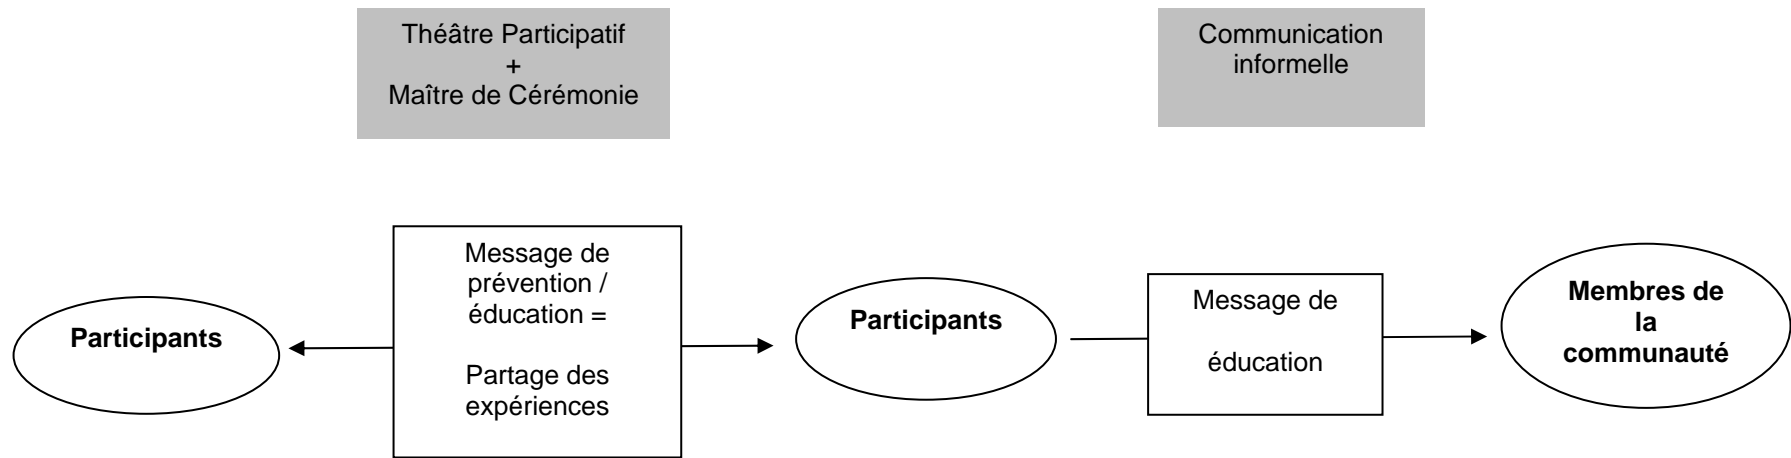 Théâtre Participatif
+
Maître de Cérémonie
Communication
informelle
Participants
Message de
prévention /
éducation =
Partage des
expériences
Participants
Message de
éducation
Membres de
la
communauté